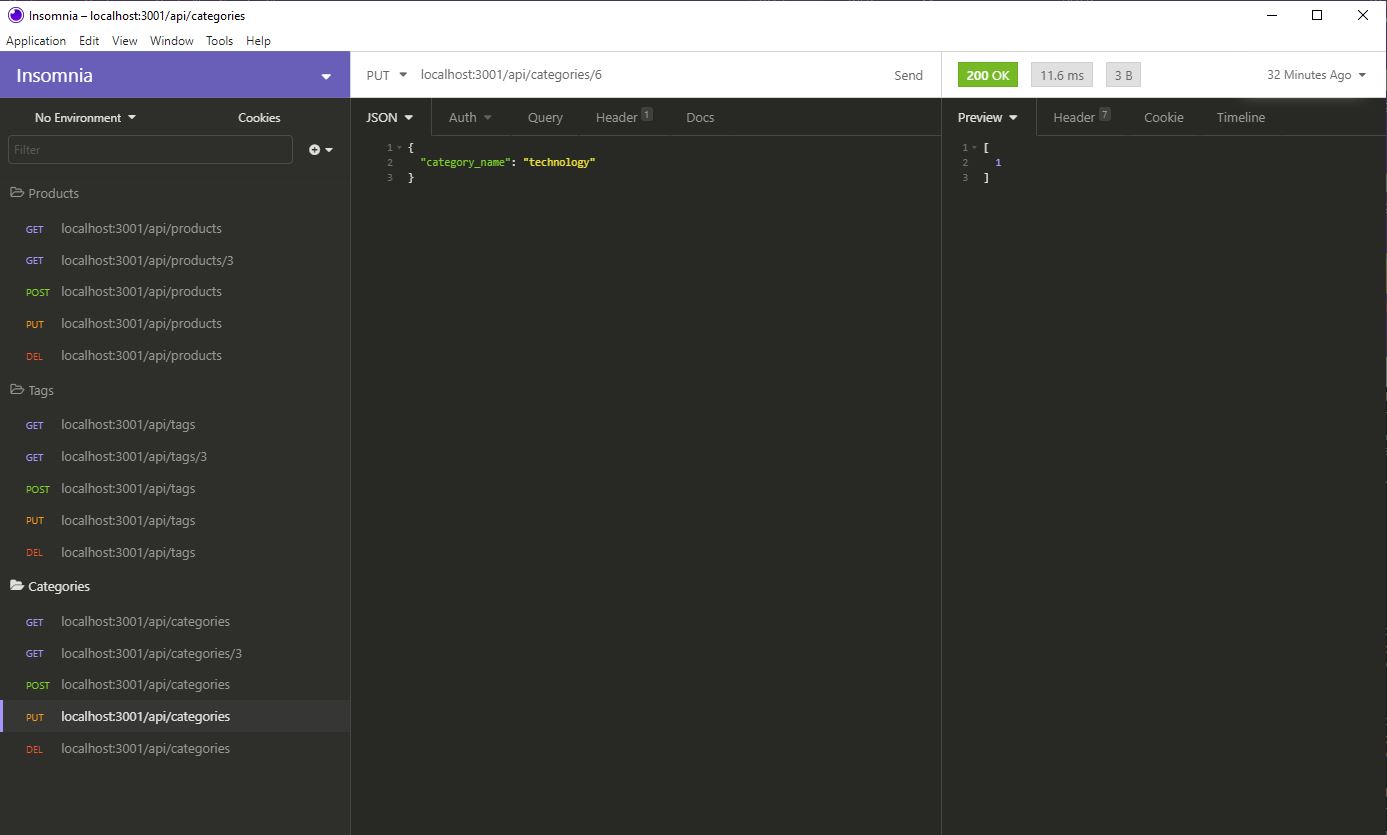 Insomnia – localhost:3001/api/categories
Application Edit View Window Tools Help
Insomnia
PUT localhost:3001/api/categories/6 Send
200 OK 11.6 ms 3 B 32 Minutes Ago
No Environment Cookies
JSON Auth Query Header 1 Docs
Preview Header 7 Cookie Timeline
Filter
1 {
2 "category_name": "technology"
3 }
1 [
2 1
3 ]
Products
GET localhost:3001/api/products
GET localhost:3001/api/products/3
POST localhost:3001/api/products
PUT localhost:3001/api/products
DEL localhost:3001/api/products
Tags
GET localhost:3001/api/tags
GET localhost:3001/api/tags/3
POST localhost:3001/api/tags
PUT localhost:3001/api/tags
DEL localhost:3001/api/tags
Categories
GET localhost:3001/api/categories
GET localhost:3001/api/categories/3
POST localhost:3001/api/categories
PUT localhost:3001/api/categories
DEL localhost:3001/api/categories